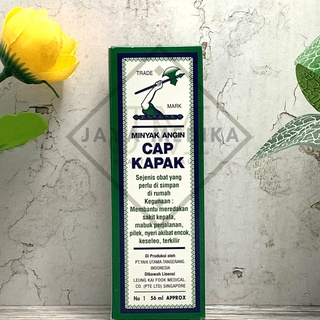 TRADE
MARK
MINYAK ANGIN
CAP
KAPAK
Sejenis obat yang
perlu di simpan
di rumah
Kegunaan :
Membantu meredakan
sakit kepala,
mabuk perjalanan,
pilek, nyeri akibat encok,
keseleo, terkilir
Di Produksi oleh
PT.YAH UTAMA TANGERANG
INDONESIA
Dibawah Lisensi
LEUNG KAI FOOK MEDICAL
CO. (PTE LTD) SINGAPORE
No 1 56 ml APPROX